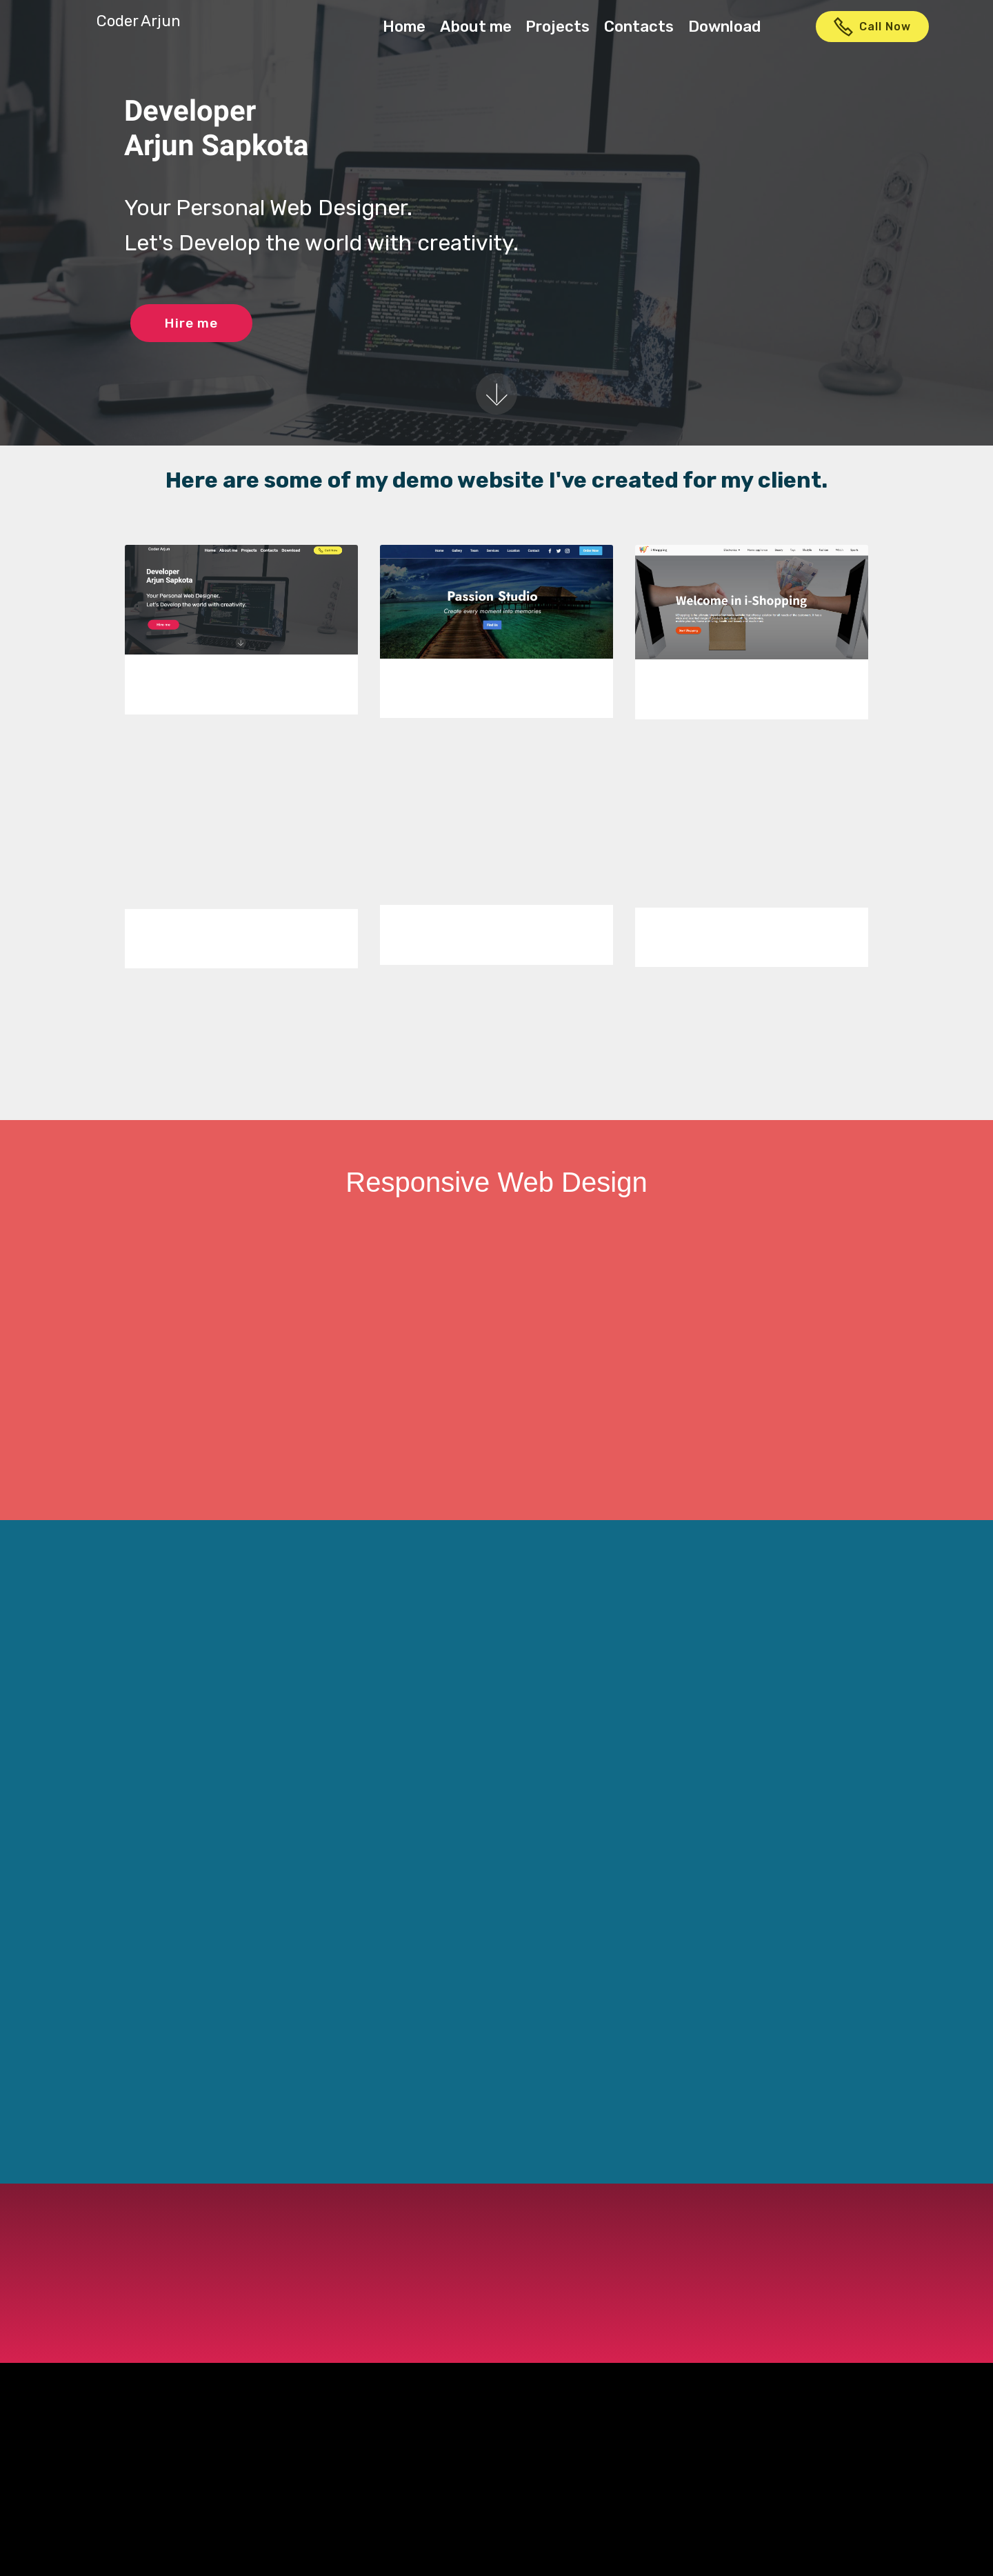 Coder Arjun
Home About me Projects Contacts Download
Call Now
Developer
Arjun Sapkota
Your Personal Web Designer.
Let's Develop the world with creativity.
Hire me
Here are some of my demo website I've created for my client.
Coder Arjun
Home About me Projects Contacts Download
Call Now
Developer
Arjun Sapkota
Your Personal Web Designer.
Let's Develop the world with creativity.
Hire me
Home Gallery Team Services Location Contact
Passion Studio
Create every moment into memories
Welcome in i-Shopping
Responsive Web Design